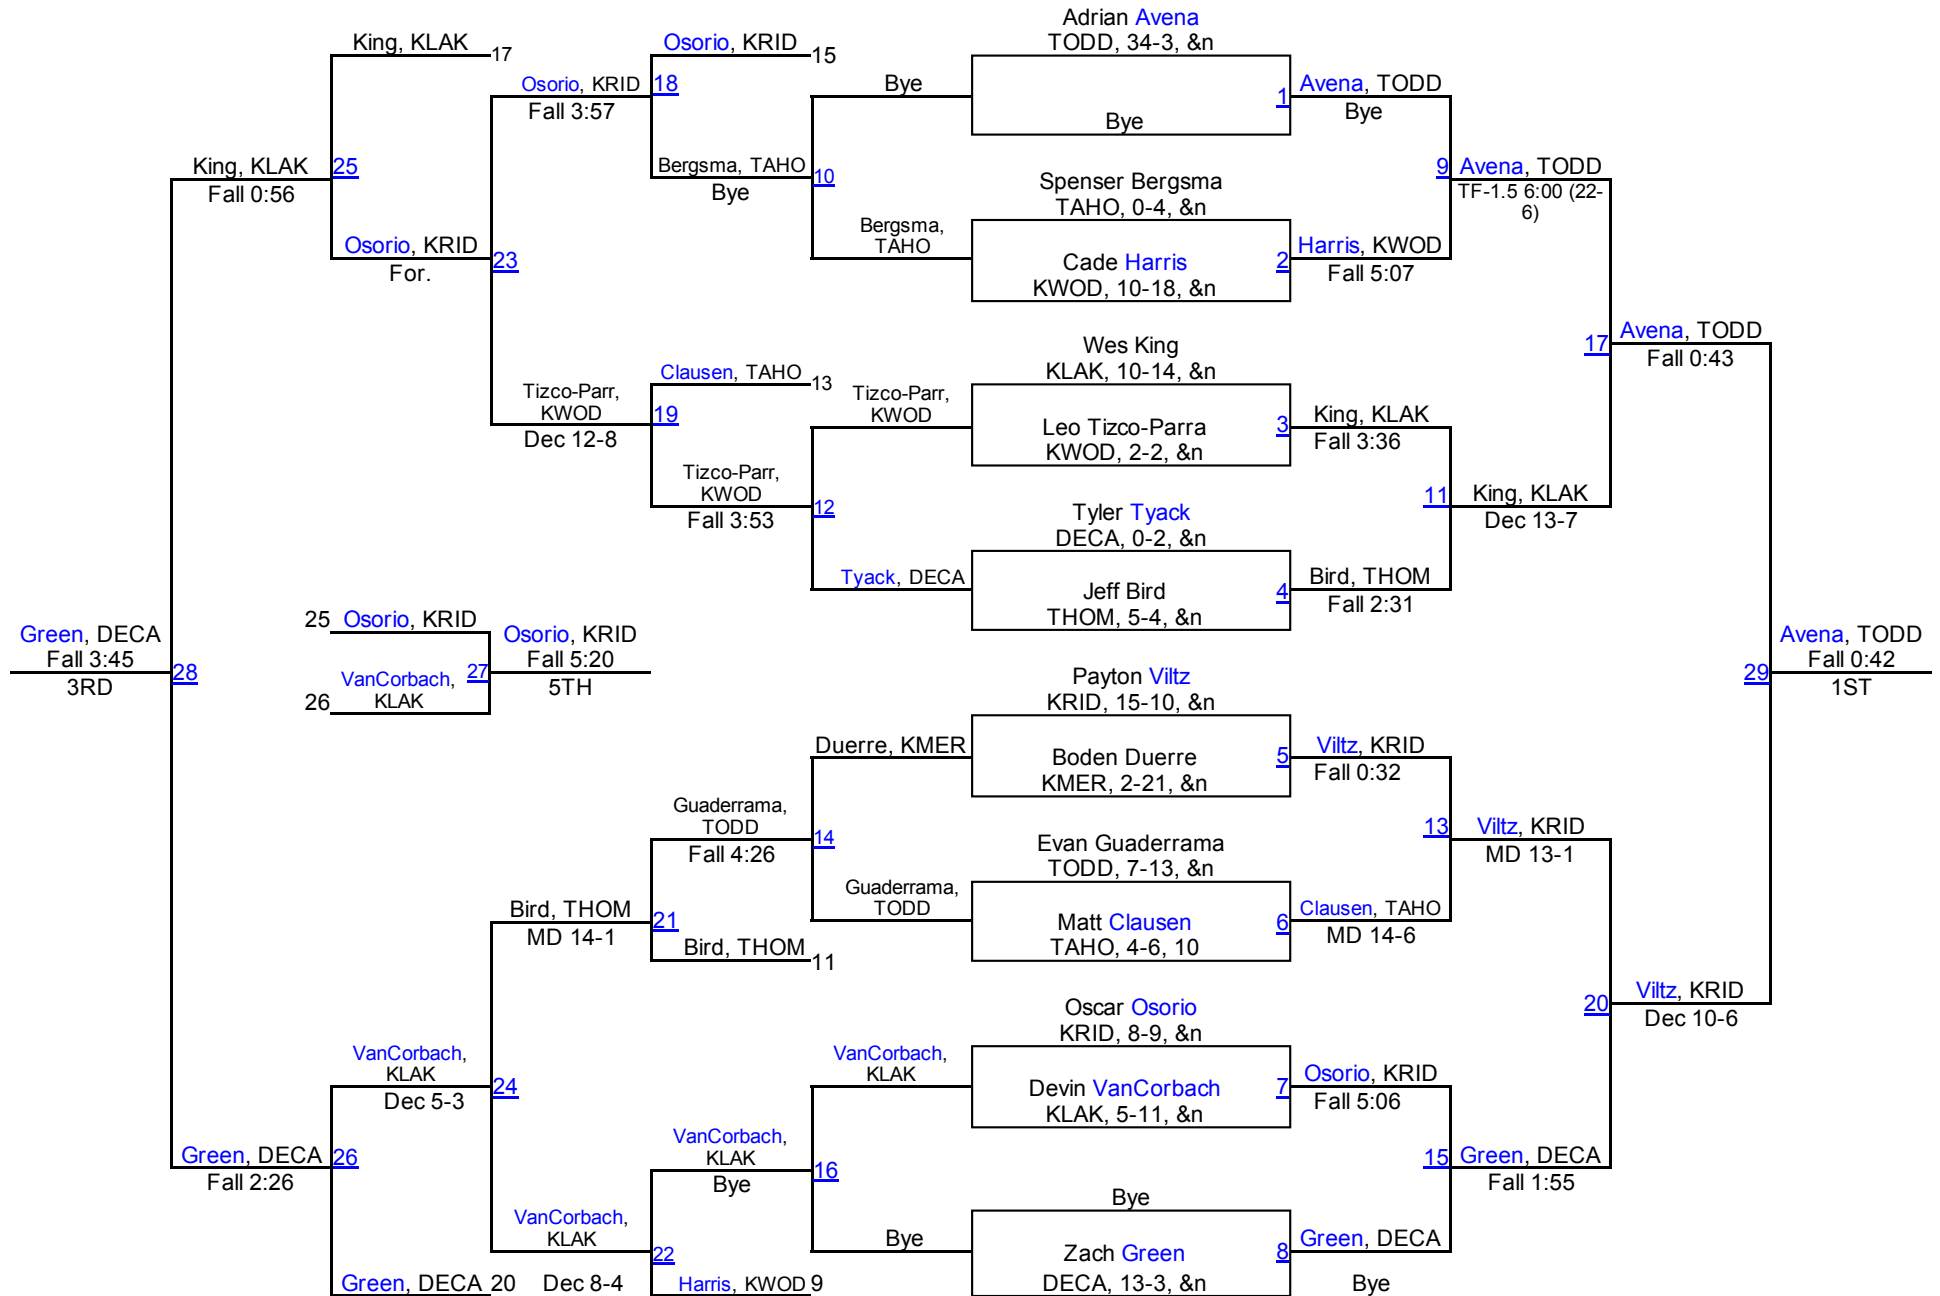 Adrian Avena
TODD, 34-3, &n
King, KLAK
17
Osorio, KRID
15
Osorio, KRID
18
Fall 3:57
Bye
1
Avena, TODD
Bye
Bye
King, KLAK
25
Fall 0:56
Bergsma, TAHO
10
Bye
Spenser Bergsma
TAHO, 0-4, &n
9
Avena, TODD
TF-1.5 6:00 (22-
6)
Osorio, KRID
23
For.
Bergsma,
TAHO
Cade Harris
KWOD, 10-18, &n
2
Harris, KWOD
Fall 5:07
17
Avena, TODD
Fall 0:43
Wes King
KLAK, 10-14, &n
Clausen, TAHO
13
Tizco-Parr,
KWOD
19
Dec 12-8
Tizco-Parr,
KWOD
Leo Tizco-Parra
KWOD, 2-2, &n
3
King, KLAK
Fall 3:36
Tizco-Parr,
KWOD
12
Fall 3:53
Tyler Tyack
DECA, 0-2, &n
11
King, KLAK
Dec 13-7
Tyack, DECA
Jeff Bird
THOM, 5-4, &n
4
Bird, THOM
Fall 2:31
Green, DECA
Fall 3:45
28
3RD
25
Osorio, KRID
VanCorbach,
KLAK
26
27
Osorio, KRID
Fall 5:20
5TH
29
Avena, TODD
Fall 0:42
1ST
Payton Viltz
KRID, 15-10, &n
Duerre, KMER
Boden Duerre
KMER, 2-21, &n
5
Viltz, KRID
Fall 0:32
Guaderrama,
TODD
14
Fall 4:26
Evan Guaderrama
TODD, 7-13, &n
13
Viltz, KRID
MD 13-1
Bird, THOM
21
MD 14-1
Guaderrama,
TODD
Matt Clausen
TAHO, 4-6, 10
6
Clausen, TAHO
MD 14-6
Bird, THOM
11
20
Viltz, KRID
Dec 10-6
Oscar Osorio
KRID, 8-9, &n
VanCorbach,
KLAK
24
Dec 5-3
VanCorbach,
KLAK
Devin VanCorbach
KLAK, 5-11, &n
7
Osorio, KRID
Fall 5:06
Green, DECA
26
Fall 2:26
VanCorbach,
KLAK
16
Bye
15
Green, DECA
Fall 1:55
Bye
VanCorbach,
KLAK
22
Dec 8-4
Bye
Zach Green
DECA, 13-3, &n
8
Green, DECA
Bye
Green, DECA
20
Harris, KWOD
9